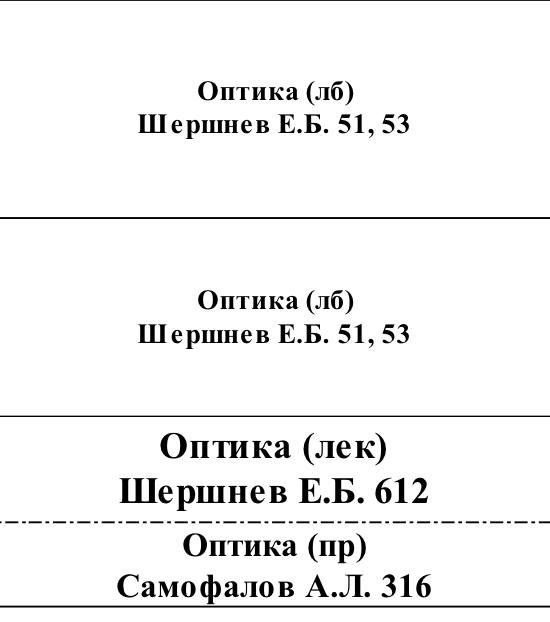 Оптика (лб)
Шершнев Е.Б. 51, 53
Оптика (лб)
Шершнев Е.Б. 51, 53
Оптика (лек)
Шершнев Е.Б. 612
Оптика (пр)
Самофалов А.Л. 316